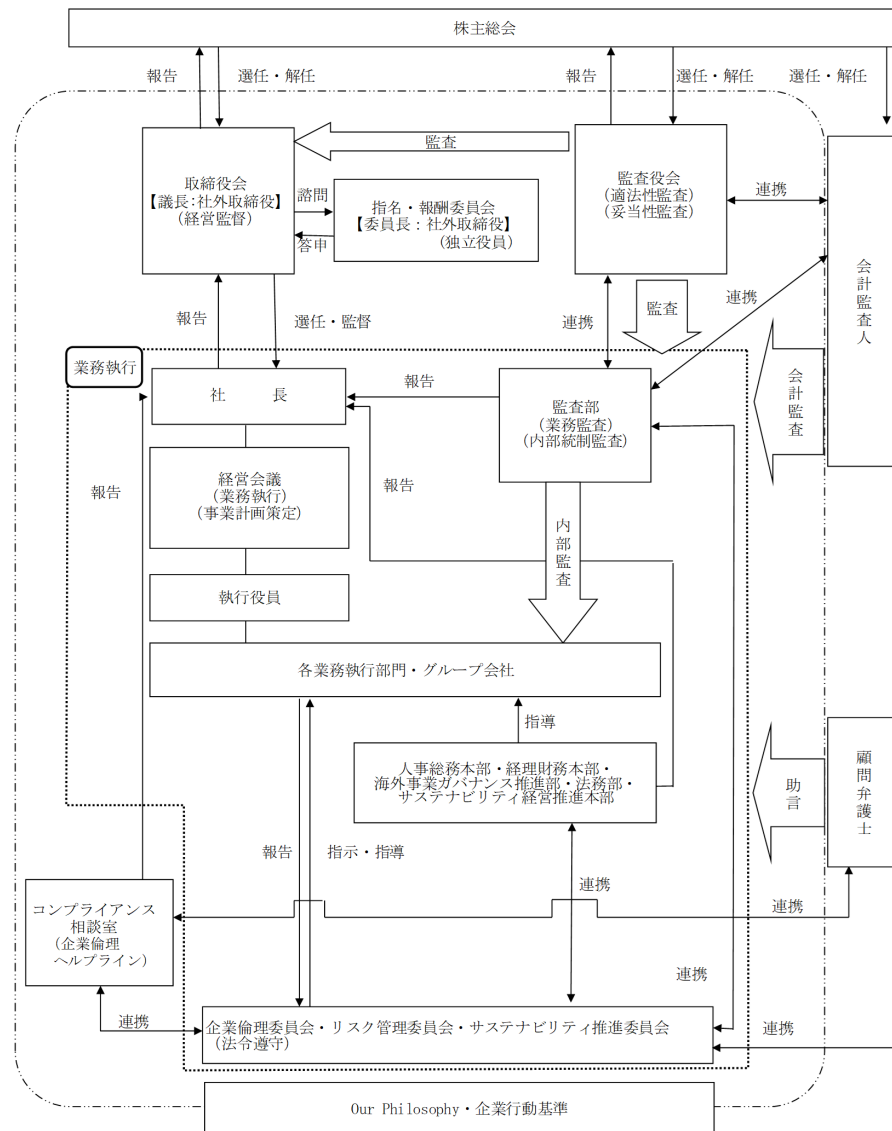 株主総会
報告
選任・解任
報告
選任・解任
選任・解任
監査
取締役会
【議長：社外取締役】
(経営監督)
諮問
答申
指名・報酬委員会
【委員長：社外取締役】
(独立役員)
監査役会
(適法性監査)
(妥当性監査)
連携
会計監査人
報告
選任・監督
連携
監査
連携
業務執行
社　長
報告
監査部
(業務監査)
(内部統制監査)
会計監査
経営会議
(業務執行)
(事業計画策定)
報告
報告
内部監査
執行役員
各業務執行部門・グループ会社
指導
人事総務本部・経理財務本部・
海外事業ガバナンス推進部・法務部・
サステナビリティ経営推進本部
助言
顧問弁護士
報告
指示・指導
連携
連携
コンプライアンス
相談室
(企業倫理
ヘルプライン)
連携
連携
連携
企業倫理委員会・リスク管理委員会・サステナビリティ推進委員会
(法令遵守)
Our Philosophy・企業行動基準